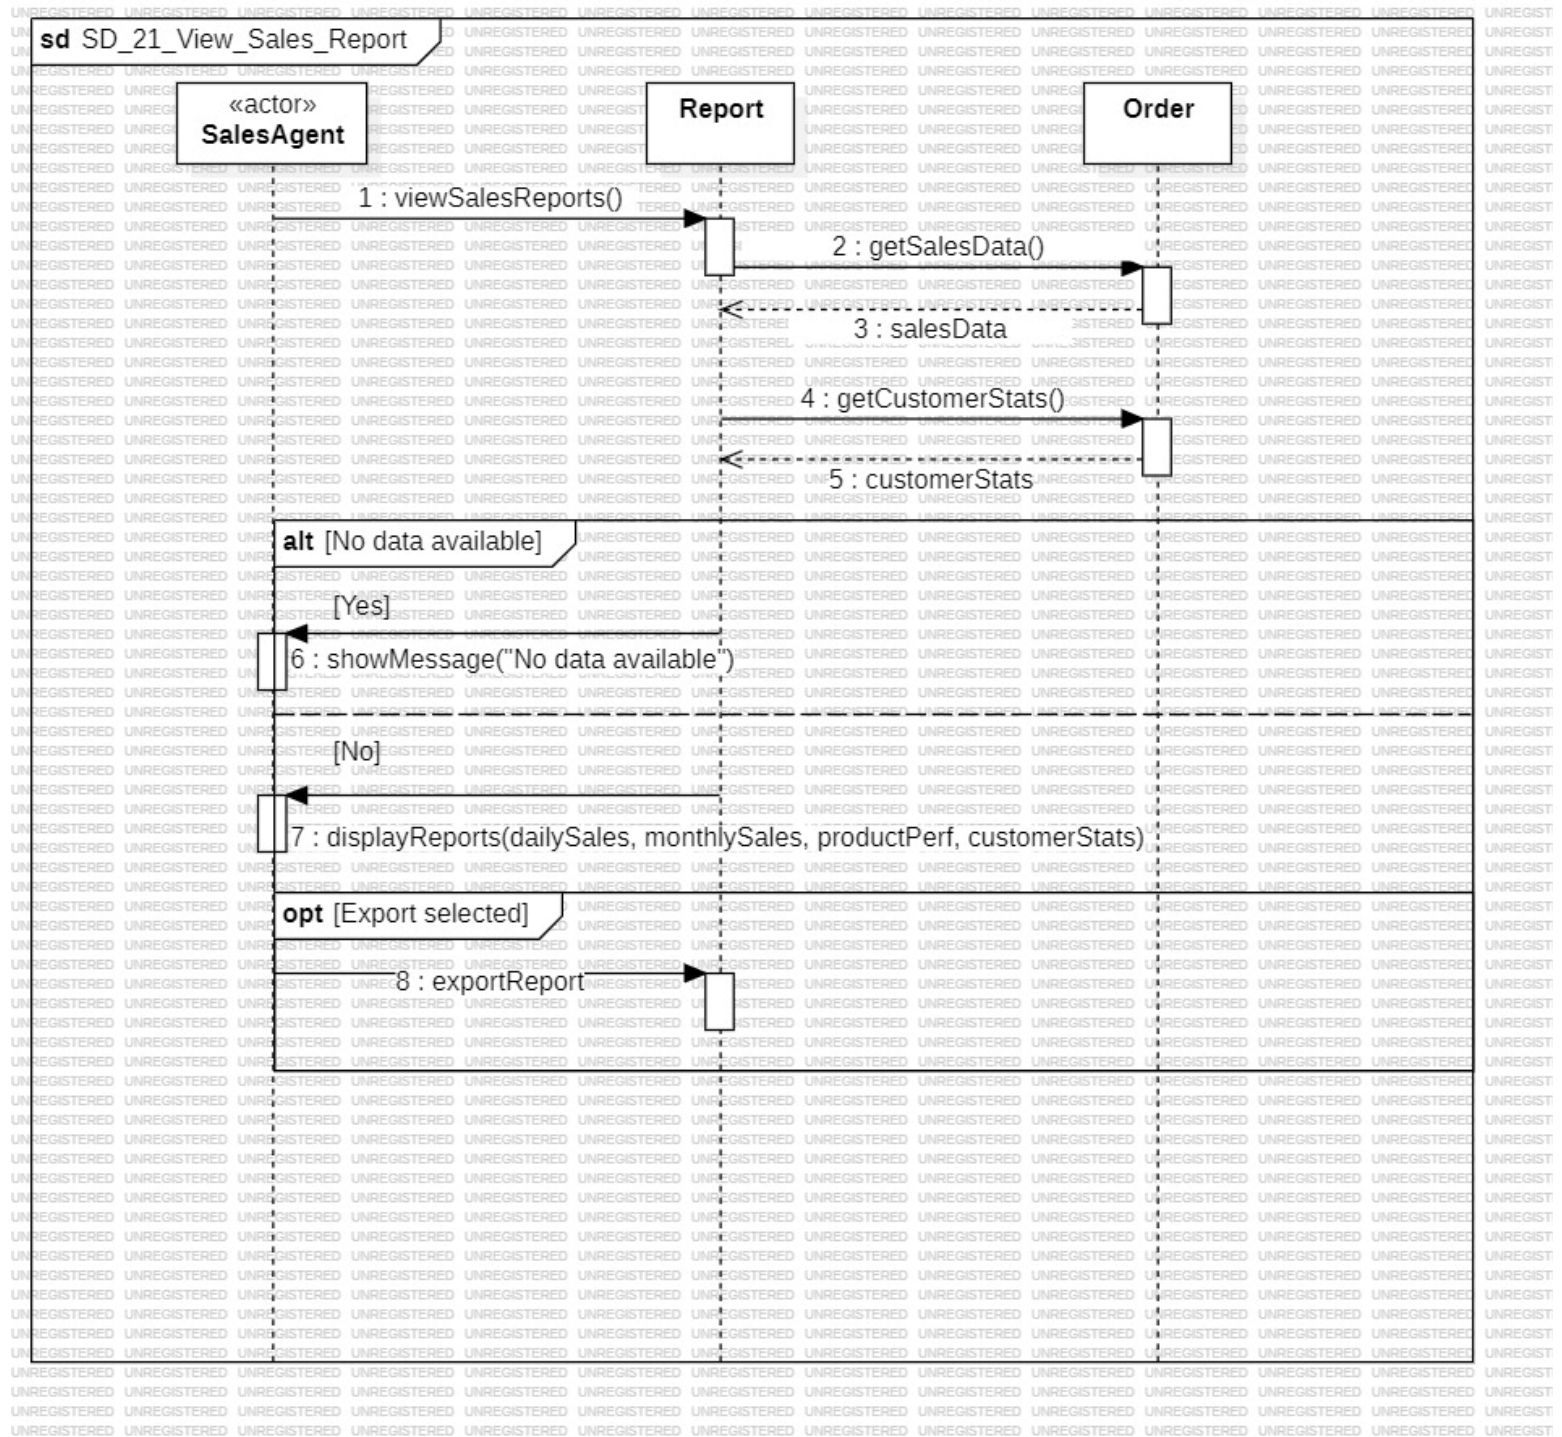 sd SD_21_View_Sales_Report
«actor»
SalesAgent
Report
Order
1 : viewSalesReports()
2 : getSalesData()
3 : salesData
4 : getCustomerStats()
5 : customerStats
alt [No data available]
[Yes]
6 : showMessage("No data available")
[No]
7 : displayReports(dailySales, monthlySales, productPerf, customerStats)
opt [Export selected]
8 : exportReport
UNREGISTERED